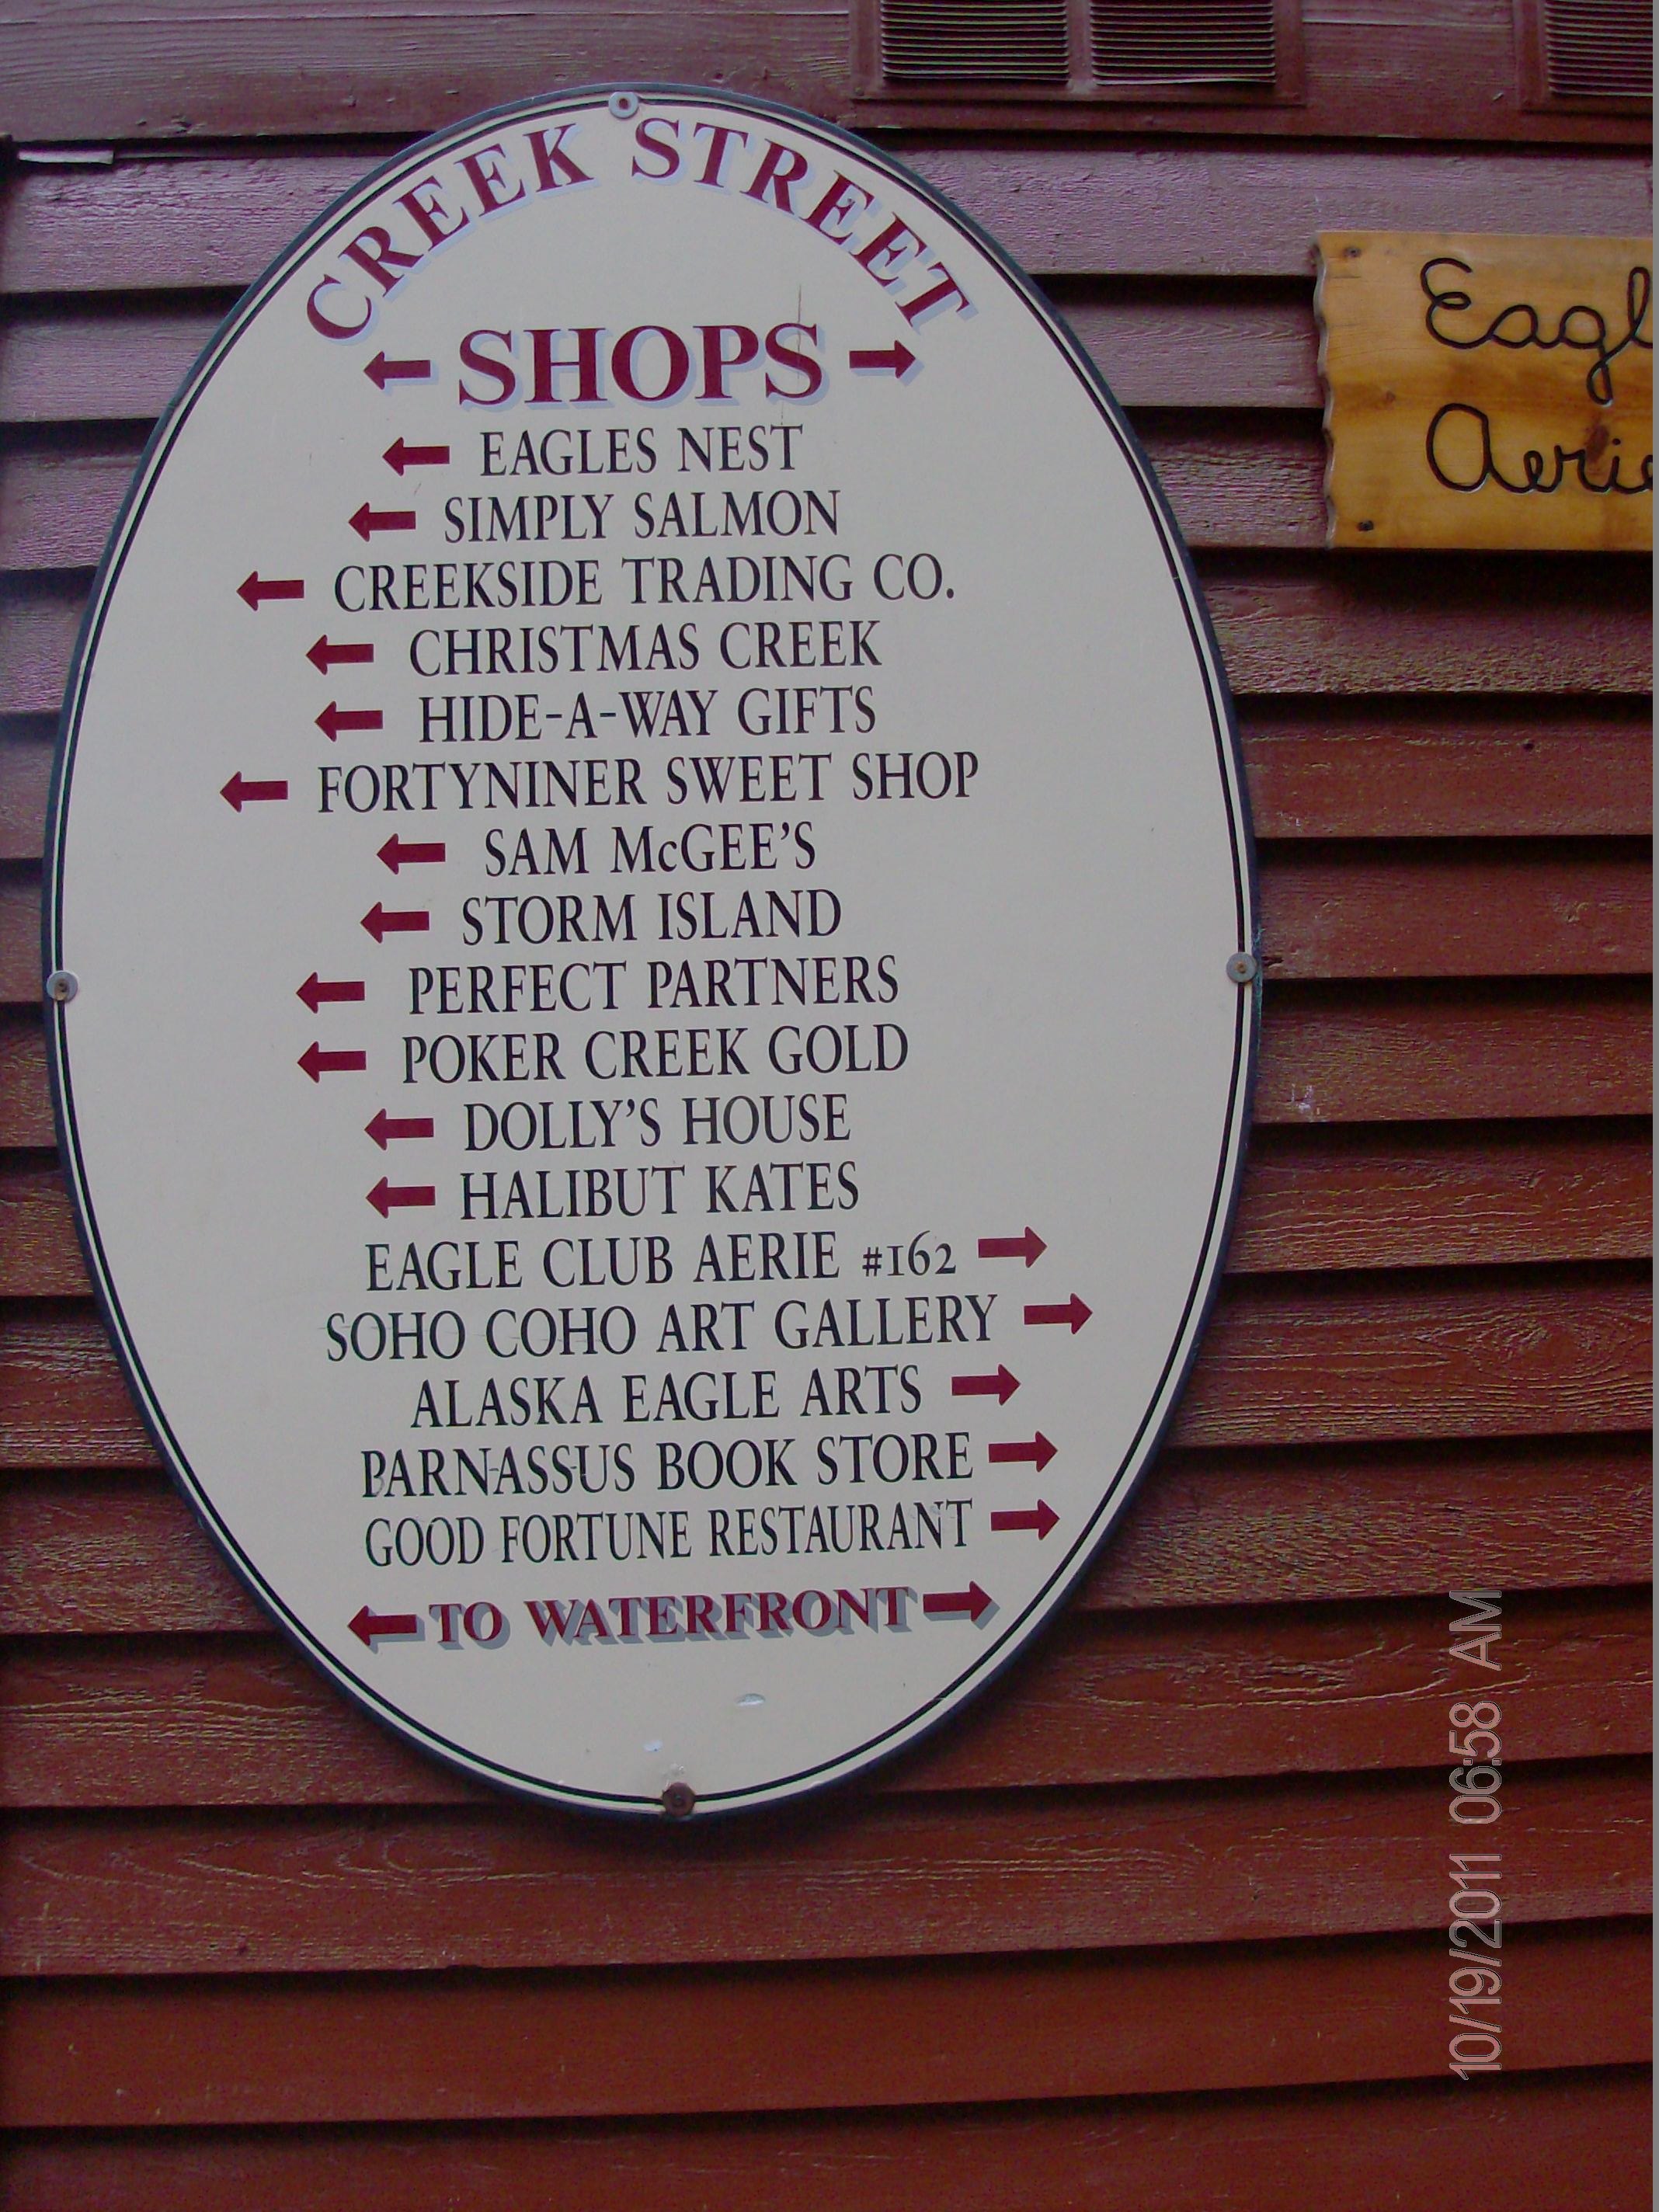 CREEK STREET
SHOPS
EAGLES NEST
SIMPLY SALMON
CREEKSIDE TRADING CO.
CHRISTMAS CREEK
HIDE-A-WAY GIFTS
FORTYNINER SWEET SHOP
SAM McGEE'S
STORM ISLAND
PERFECT PARTNERS
POKER CREEK GOLD
DOLLY'S HOUSE
HALIBUT KATES
EAGLE CLUB AERIE #162
SOHO COHO ART GALLERY
ALASKA EAGLE ARTS
PARNASSUS BOOK STORE
GOOD FORTUNE RESTAURANT
TO WATERFRONT
Eagl
Aerie
10/19/2011 06:58 AM